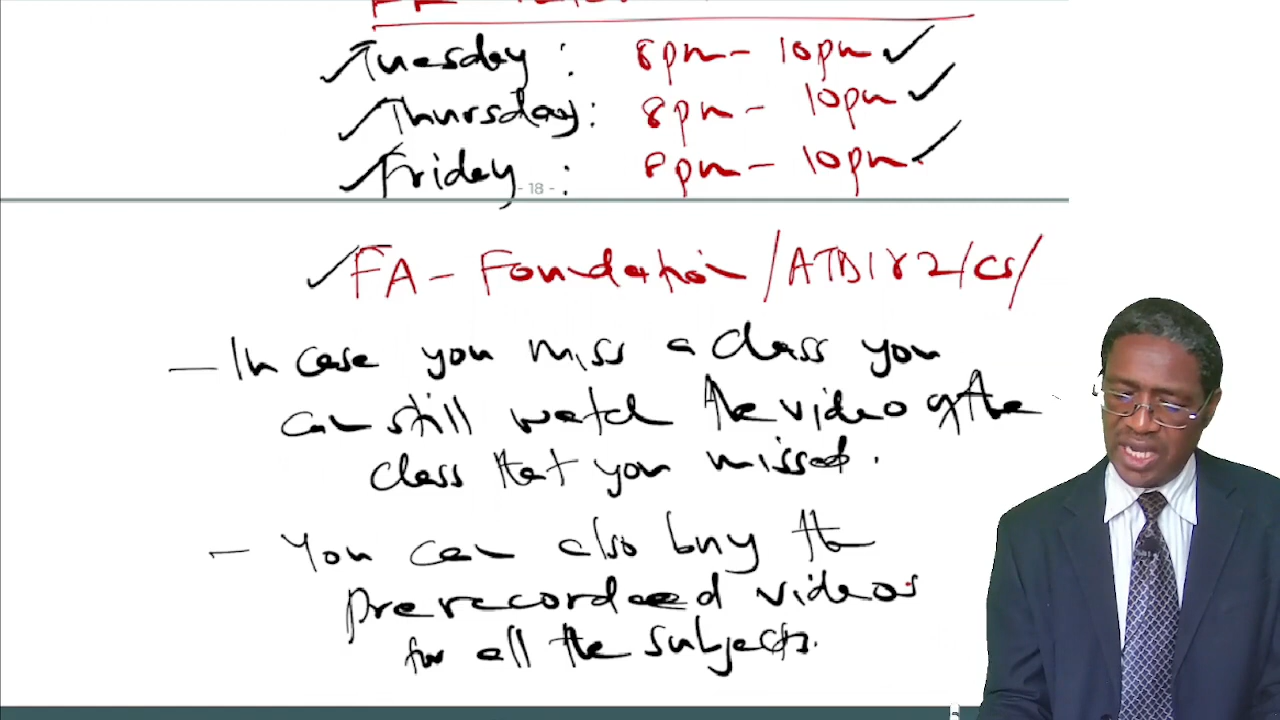 Tuesday : 8pm - 10pm
Thursday: 8pm - 10pm
Friday : 8pm - 10pm
- 18 -
FA - Foundation/ATD1&2/CS/
- In case you miss a class you
can still watch the video of the
class that you missed.
- You can also buy the
prerecorded videos
for all the subjects.